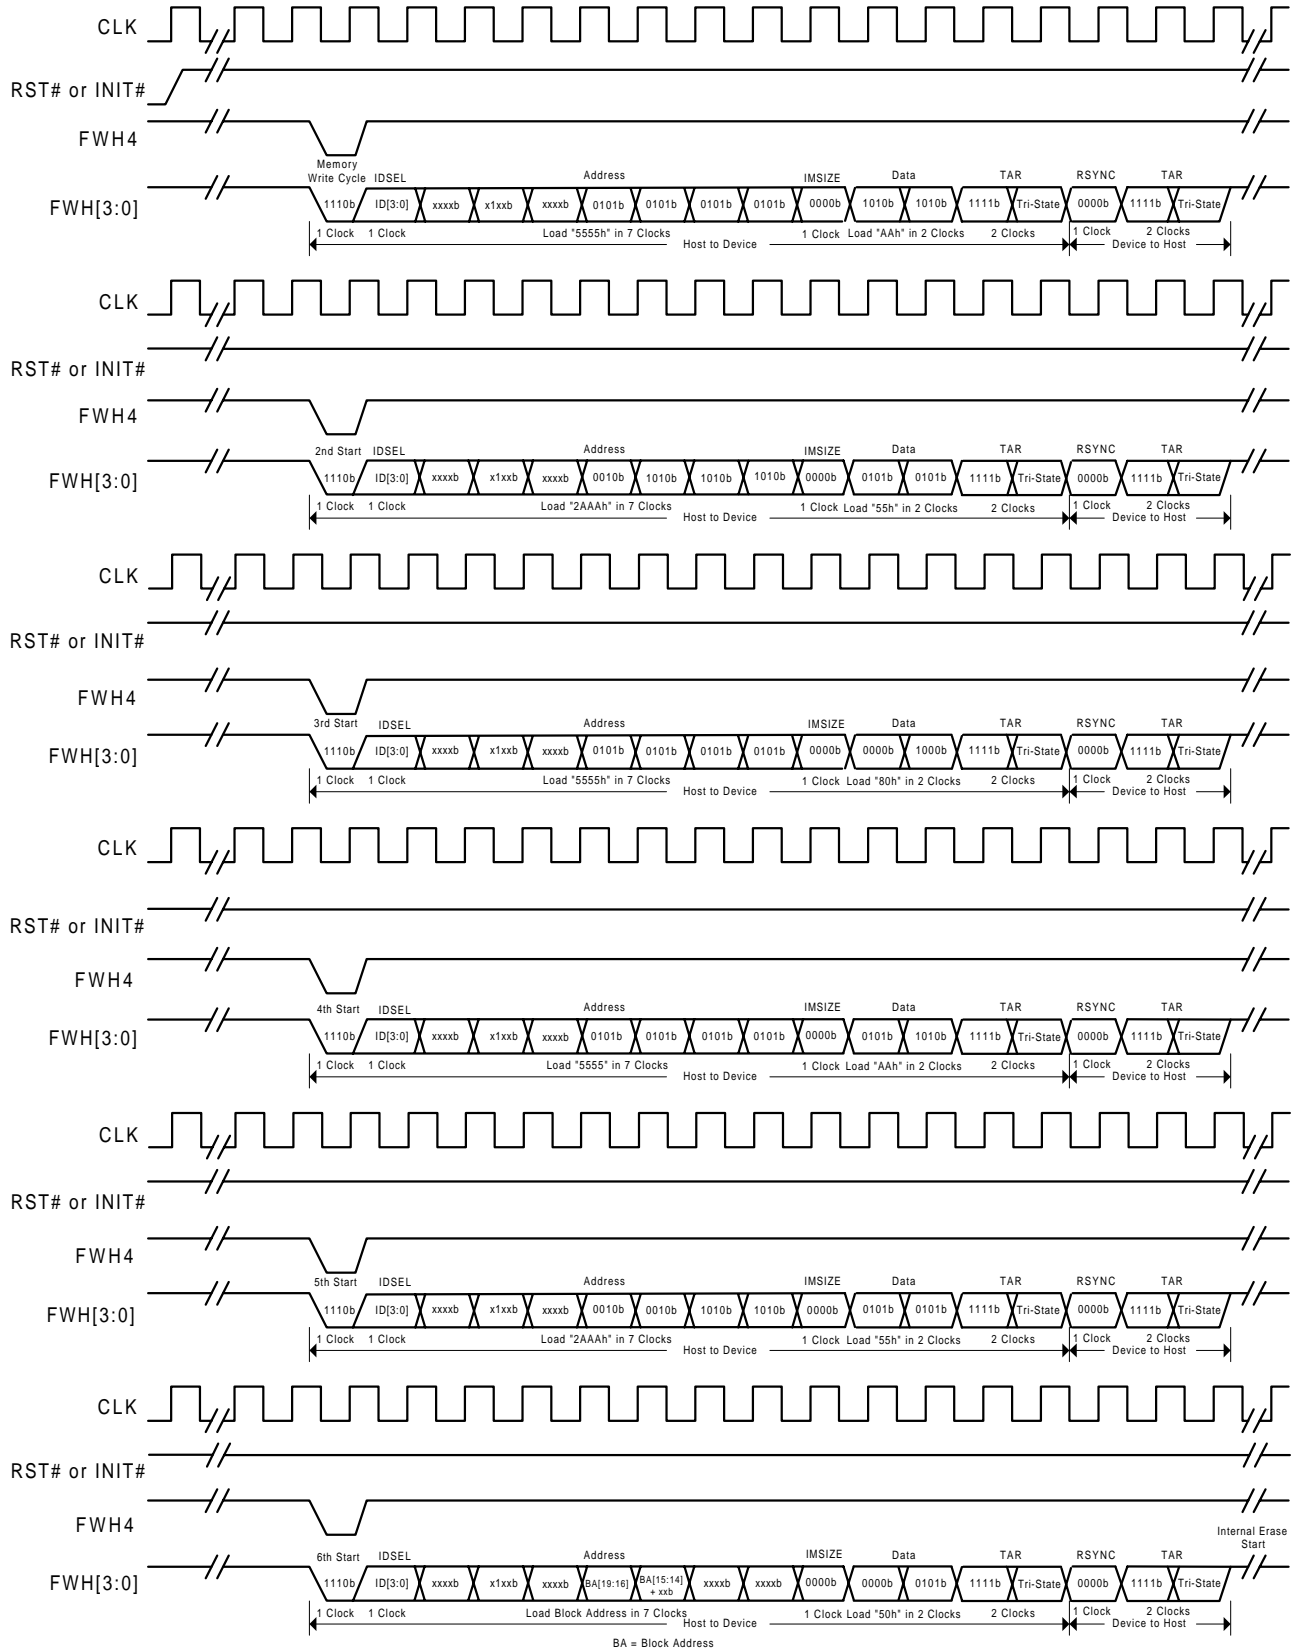 CLK
RST# or INIT#
FWH4
Memory
Write Cycle IDSEL Address IMSIZE Data TAR RSYNC TAR
FWH[3:0] 1110b ID[3:0] xxxxb x1xxb xxxxb 0101b 0101b 0101b 0101b 0000b 1010b 1010b 1111b Tri-State 0000b 1111b Tri-State
1 Clock 1 Clock Load "5555h" in 7 Clocks 1 Clock Load "AAh" in 2 Clocks 2 Clocks 1 Clock 2 Clocks
Host to Device Device to Host
CLK
RST# or INIT#
FWH4
2nd Start IDSEL Address IMSIZE Data TAR RSYNC TAR
FWH[3:0] 1110b ID[3:0] xxxxb x1xxb xxxxb 0010b 1010b 1010b 1010b 0000b 0101b 0101b 1111b Tri-State 0000b 1111b Tri-State
1 Clock 1 Clock Load "2AAAh" in 7 Clocks 1 Clock Load "55h" in 2 Clocks 2 Clocks 1 Clock 2 Clocks
Host to Device Device to Host
CLK
RST# or INIT#
FWH4
3rd Start IDSEL Address IMSIZE Data TAR RSYNC TAR
FWH[3:0] 1110b ID[3:0] xxxxb x1xxb xxxxb 0101b 0101b 0101b 0101b 0000b 0000b 1000b 1111b Tri-State 0000b 1111b Tri-State
1 Clock 1 Clock Load "5555h" in 7 Clocks 1 Clock Load "80h" in 2 Clocks 2 Clocks 1 Clock 2 Clocks
Host to Device Device to Host
CLK
RST# or INIT#
FWH4
4th Start IDSEL Address IMSIZE Data TAR RSYNC TAR
FWH[3:0] 1110b ID[3:0] xxxxb x1xxb xxxxb 0101b 0101b 0101b 0101b 0000b 0101b 1010b 1111b Tri-State 0000b 1111b Tri-State
1 Clock 1 Clock Load "5555" in 7 Clocks 1 Clock Load "AAh" in 2 Clocks 2 Clocks 1 Clock 2 Clocks
Host to Device Device to Host
CLK
RST# or INIT#
FWH4
5th Start IDSEL Address IMSIZE Data TAR RSYNC TAR
FWH[3:0] 1110b ID[3:0] xxxxb x1xxb xxxxb 0010b 0010b 1010b 1010b 0000b 0101b 0101b 1111b Tri-State 0000b 1111b Tri-State
1 Clock 1 Clock Load "2AAAh" in 7 Clocks 1 Clock Load "55h" in 2 Clocks 2 Clocks 1 Clock 2 Clocks
Host to Device Device to Host
CLK
RST# or INIT#
FWH4
Internal Erase
Start
6th Start IDSEL Address IMSIZE Data TAR RSYNC TAR
FWH[3:0] 1110b ID[3:0] xxxxb x1xxb xxxxb BA[19:16] BA[15:14] + xxb xxxxb xxxxb 0000b 0000b 0101b 1111b Tri-State 0000b 1111b Tri-State
1 Clock 1 Clock Load Block Address in 7 Clocks 1 Clock Load "50h" in 2 Clocks 2 Clocks 1 Clock 2 Clocks
Host to Device Device to Host
BA = Block Address